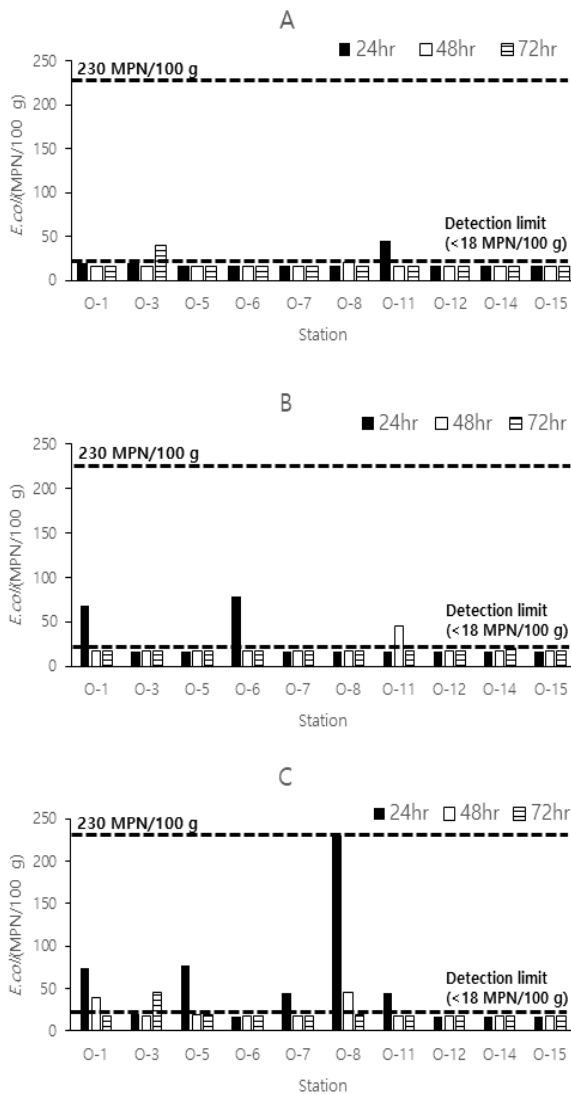 A
24hr 48hr 72hr
250
230 MPN/100 g
200
150
100
50
0
E.coli(MPN/100 g)
Detection limit
(<18 MPN/100 g)
O-1 O-3 O-5 O-6 O-7 O-8 O-11 O-12 O-14 O-15
Station
B
24hr 48hr 72hr
250
230 MPN/100 g
200
150
100
50
0
E.coli(MPN/100 g)
Detection limit
(<18 MPN/100 g)
O-1 O-3 O-5 O-6 O-7 O-8 O-11 O-12 O-14 O-15
Station
C
24hr 48hr 72hr
250
230 MPN/100 g
200
150
100
50
0
E.coli(MPN/100 g)
Detection limit
(<18 MPN/100 g)
O-1 O-3 O-5 O-6 O-7 O-8 O-11 O-12 O-14 O-15
Station